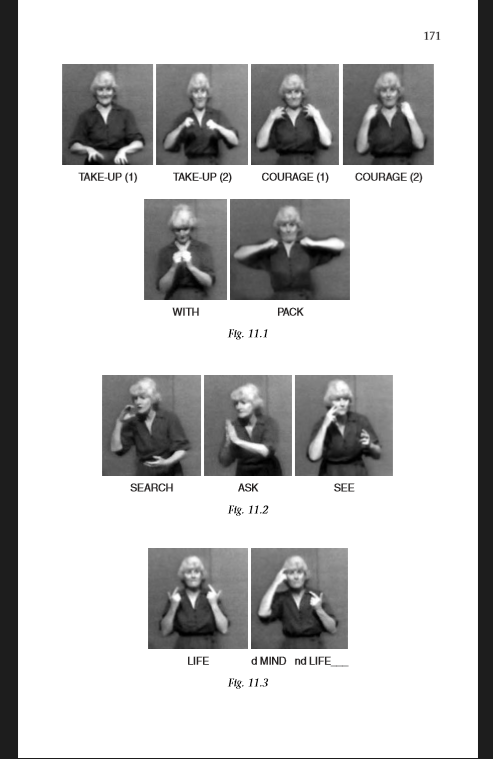 171
TAKE-UP (1) TAKE-UP (2) COURAGE (1) COURAGE (2)
WITH PACK
Fig. 11.1
SEARCH ASK SEE
Fig. 11.2
LIFE d MIND nd LIFE___
Fig. 11.3